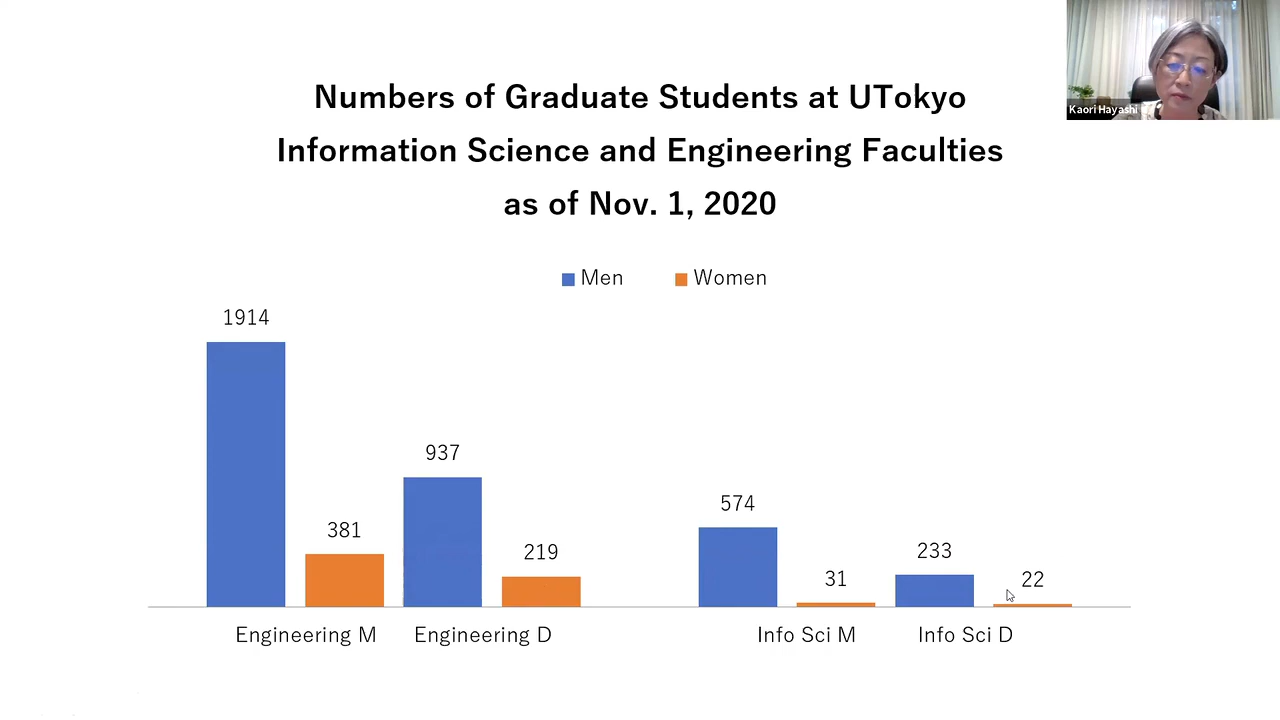 Kaori Hayashi
Numbers of Graduate Students at UTokyo
Information Science and Engineering Faculties
as of Nov. 1, 2020
Men
Women
1914
381
937
219
574
31
233
22
Engineering M
Engineering D
Info Sci M
Info Sci D